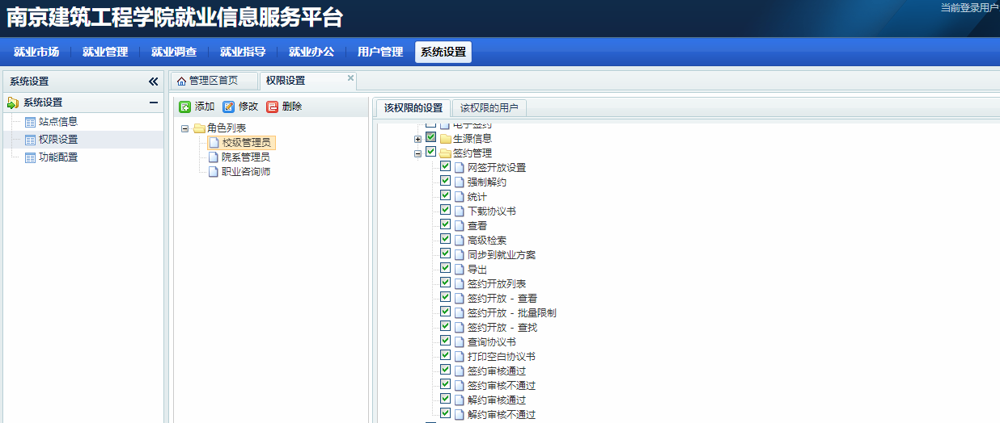 南京建筑工程学院就业信息服务平台
当前登录用户
就业市场 就业管理 就业调查 就业指导 就业办公 用户管理 系统设置
系统设置
管理区首页 权限设置
系统设置
站点信息
权限设置
功能配置
添加 修改 删除
角色列表
校级管理员
院系管理员
职业咨询师
该权限的设置 该权限的用户
电子签约
生源信息
签约管理
网签开放设置
强制解约
统计
下载协议书
查看
高级检索
同步到就业方案
导出
签约开放列表
签约开放 - 查看
签约开放 - 批量限制
签约开放 - 查找
查询协议书
打印空白协议书
签约审核通过
签约审核不通过
解约审核通过
解约审核不通过